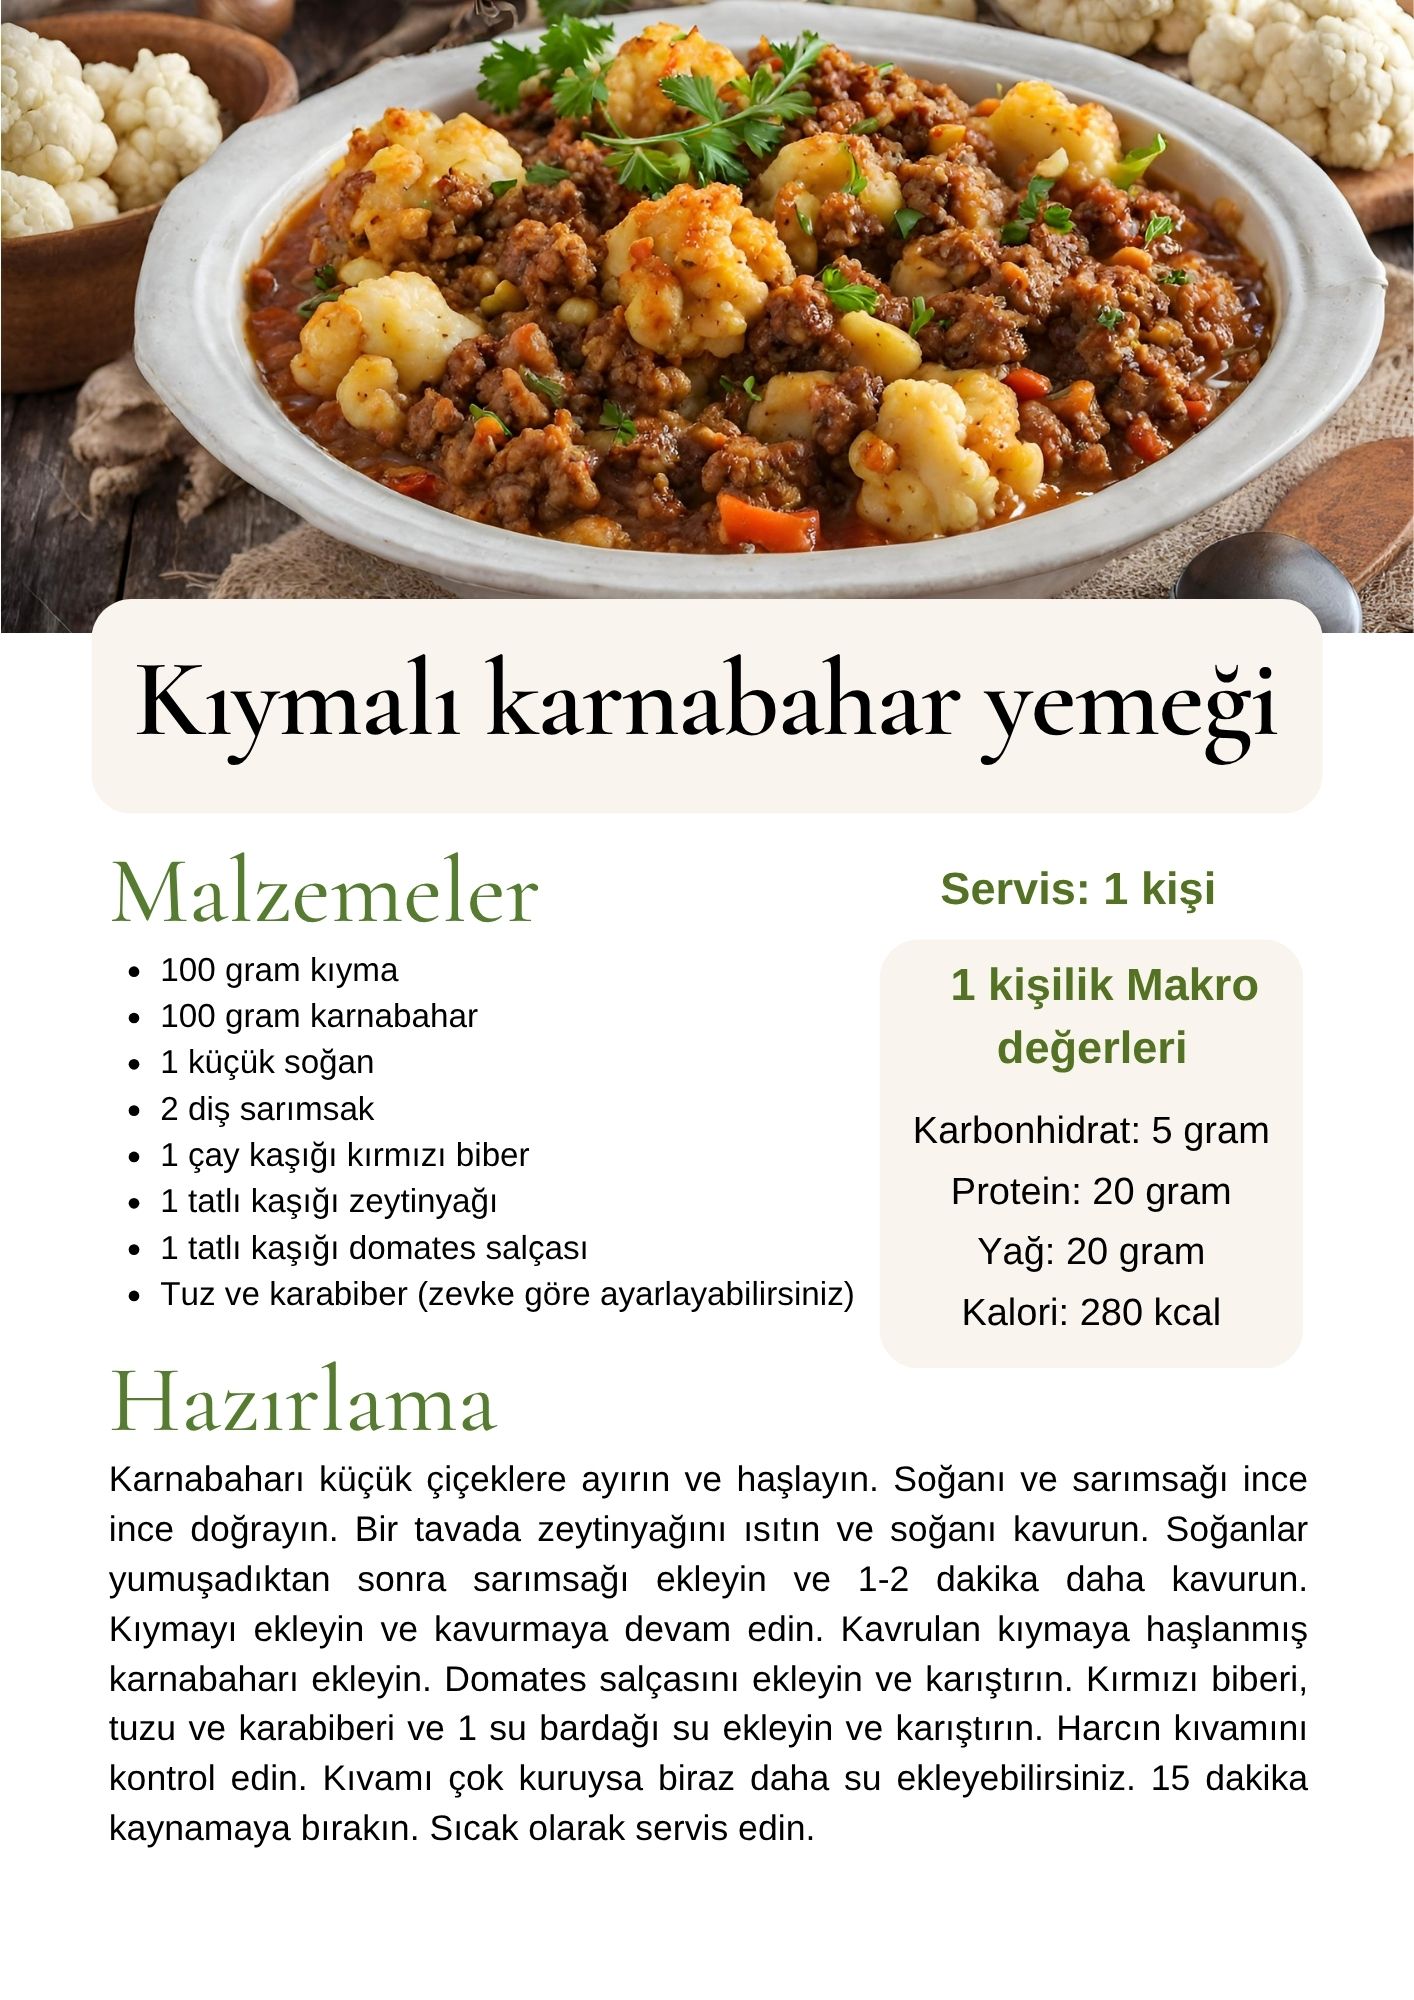 Kıymalı karnabahar yemeği
Malzemeler
100 gram kıyma
100 gram karnabahar
1 küçük soğan
2 diş sarımsak
1 çay kaşığı kırmızı biber
1 tatlı kaşığı zeytinyağı
1 tatlı kaşığı domates salçası
Tuz ve karabiber (zevke göre ayarlayabilirsiniz)
Servis: 1 kişi
1 kişilik Makro
değerleri
Karbonhidrat: 5 gram
Protein: 20 gram
Yağ: 20 gram
Kalori: 280 kcal
Hazırlama
Karnabaharı küçük çiçeklere ayırın ve haşlayın. Soğanı ve sarımsağı ince
ince doğrayın. Bir tavada zeytinyağını ısıtın ve soğanı kavurun. Soğanlar
yumuşadıktan sonra sarımsağı ekleyin ve 1-2 dakika daha kavurun.
Kıymayı ekleyin ve kavurmaya devam edin. Kavrulan kıymaya haşlanmış
karnabaharı ekleyin. Domates salçasını ekleyin ve karıştırın. Kırmızı biberi,
tuzu ve karabiberi ve 1 su bardağı su ekleyin ve karıştırın. Harcın kıvamını
kontrol edin. Kıvamı çok kuruysa biraz daha su ekleyebilirsiniz. 15 dakika
kaynamaya bırakın. Sıcak olarak servis edin.